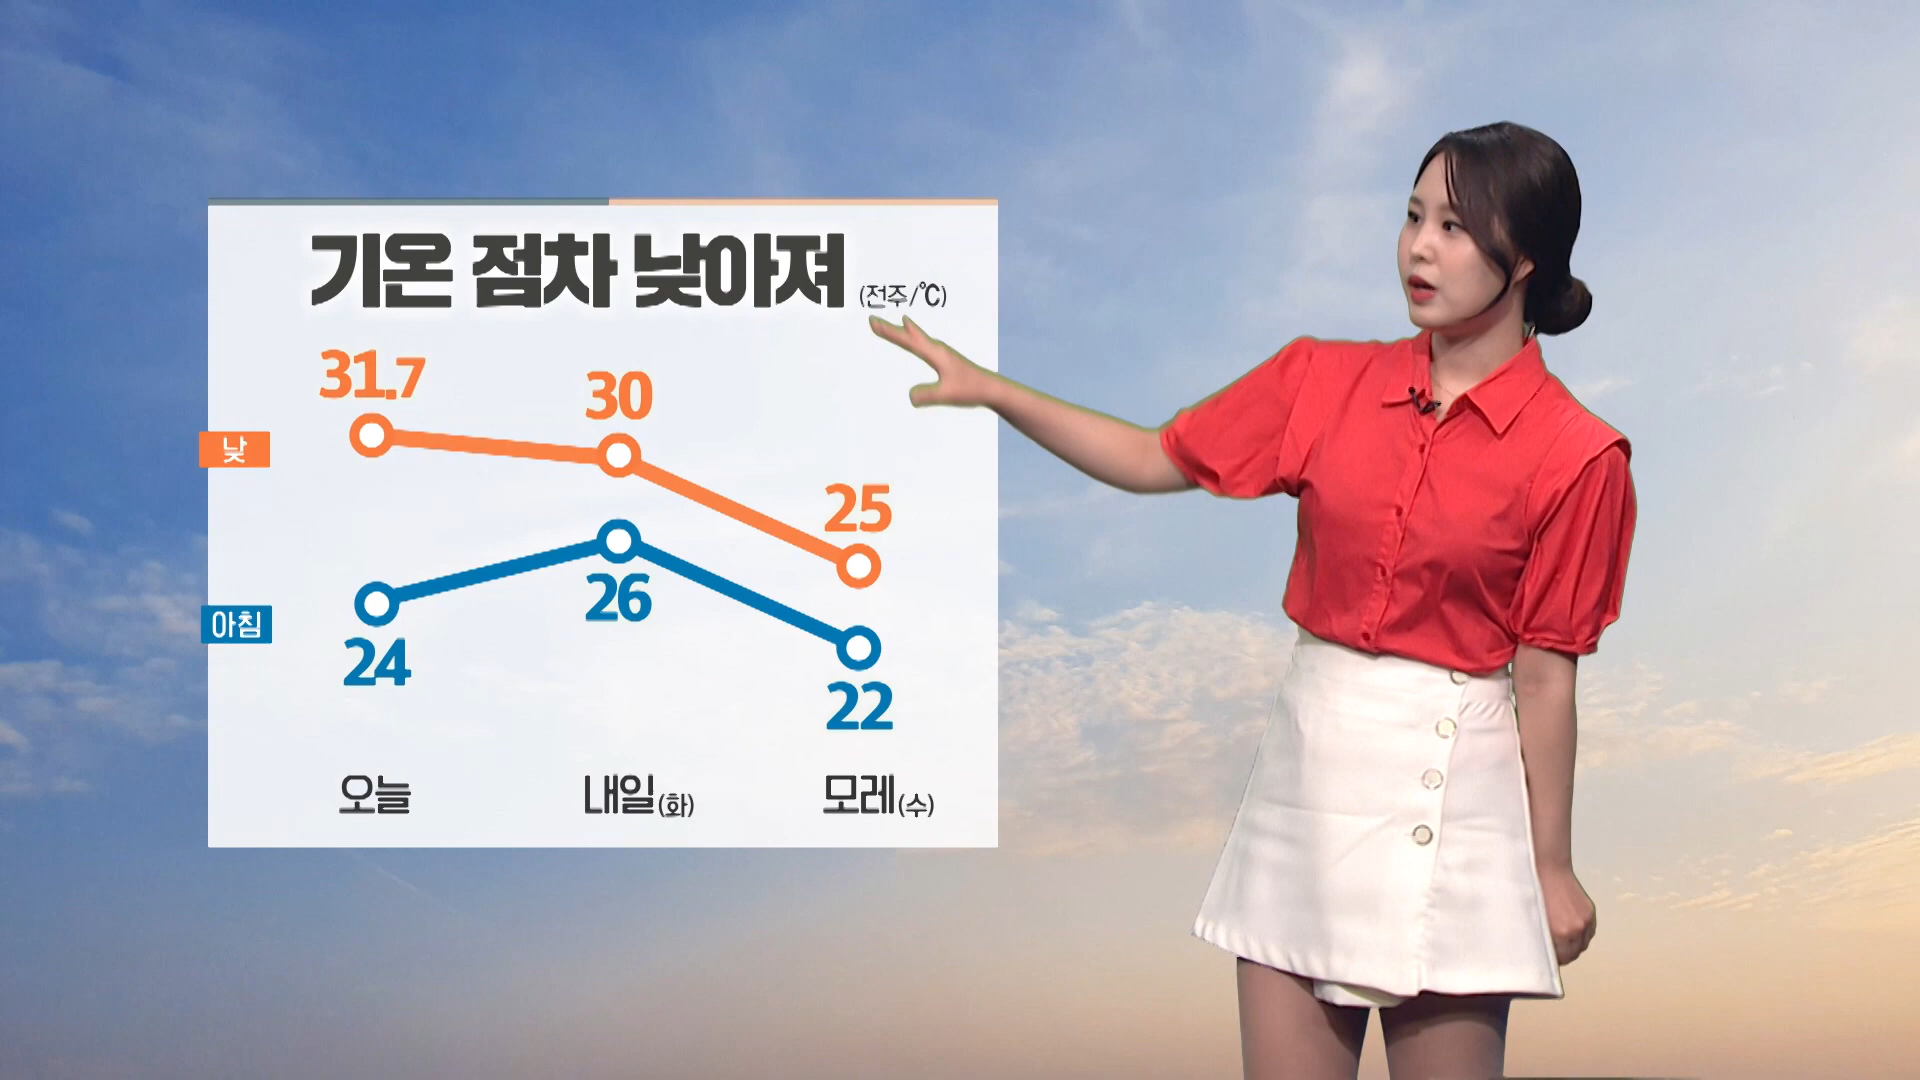 기온 점차 낮아져 (전주/℃)
31.7 30 25
낮
24 26 22
아침
오늘 내일(화) 모레(수)